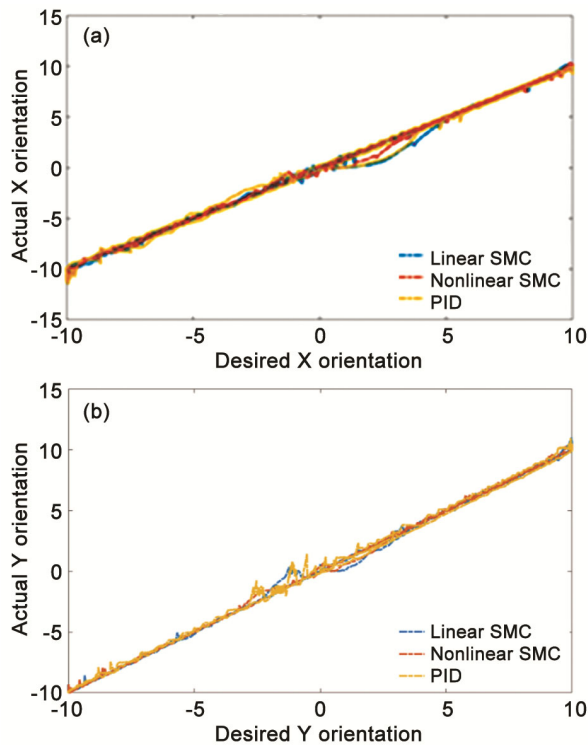 (a)
15
10
5
0
-5
-10
-15
Actual X orientation
Linear SMC
Nonlinear SMC
PID
-10 -5 0 5 10
Desired X orientation
(b)
15
10
5
0
-5
-10
Actual Y orientation
Linear SMC
Nonlinear SMC
PID
-10 -5 0 5 10
Desired Y orientation